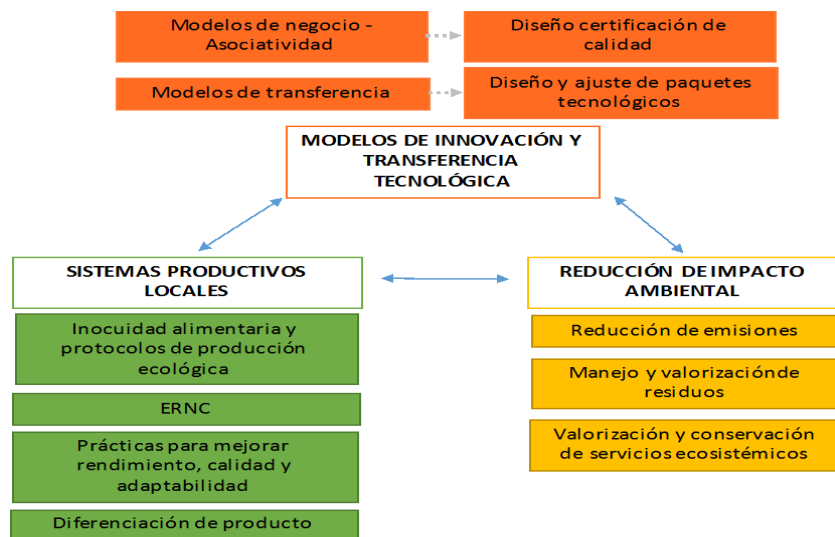 Modelos de negocio -
Asociatividad
Diseño certificación de
calidad
Modelos de transferencia
Diseño y ajuste de paquetes
tecnológicos
MODELOS DE INNOVACIÓN Y
TRANSFERENCIA
TECNOLÓGICA
SISTEMAS PRODUCTIVOS
LOCALES
Inocuidad alimentaria y
protocolos de producción
ecológica
ERNC
Prácticas para mejorar
rendimiento, calidad y
adaptabilidad
Diferenciación de producto
REDUCCIÓN DE IMPACTO
AMBIENTAL
Reducción de emisiones
Manejo y valorizaciónde
residuos
Valorización y conservación
de servicios ecosistémicos